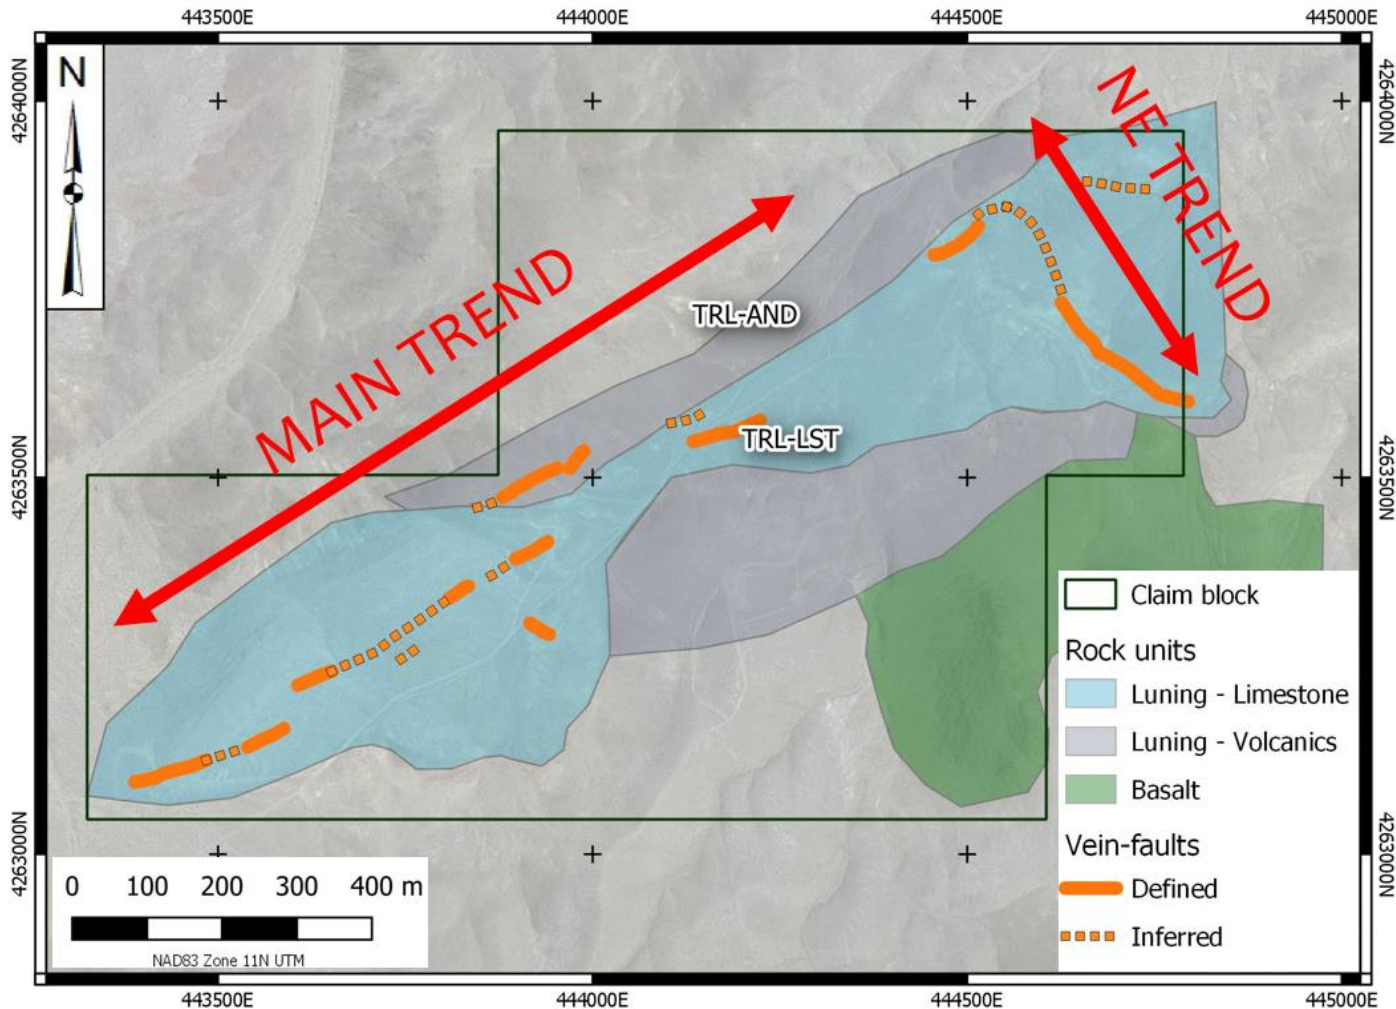 443500E 444000E 444500E 445000E
4264000N
4264000N
N
NE TREND
MAIN TREND
TRL-AND
TRL-LST
4263500N
4263500N
Claim block
Rock units
Luning - Limestone
Luning - Volcanics
Basalt
Vein-faults
Defined
Inferred
4263000N
4263000N
0 100 200 300 400 m
NAD83 Zone 11N UTM
443500E 444000E 444500E 445000E